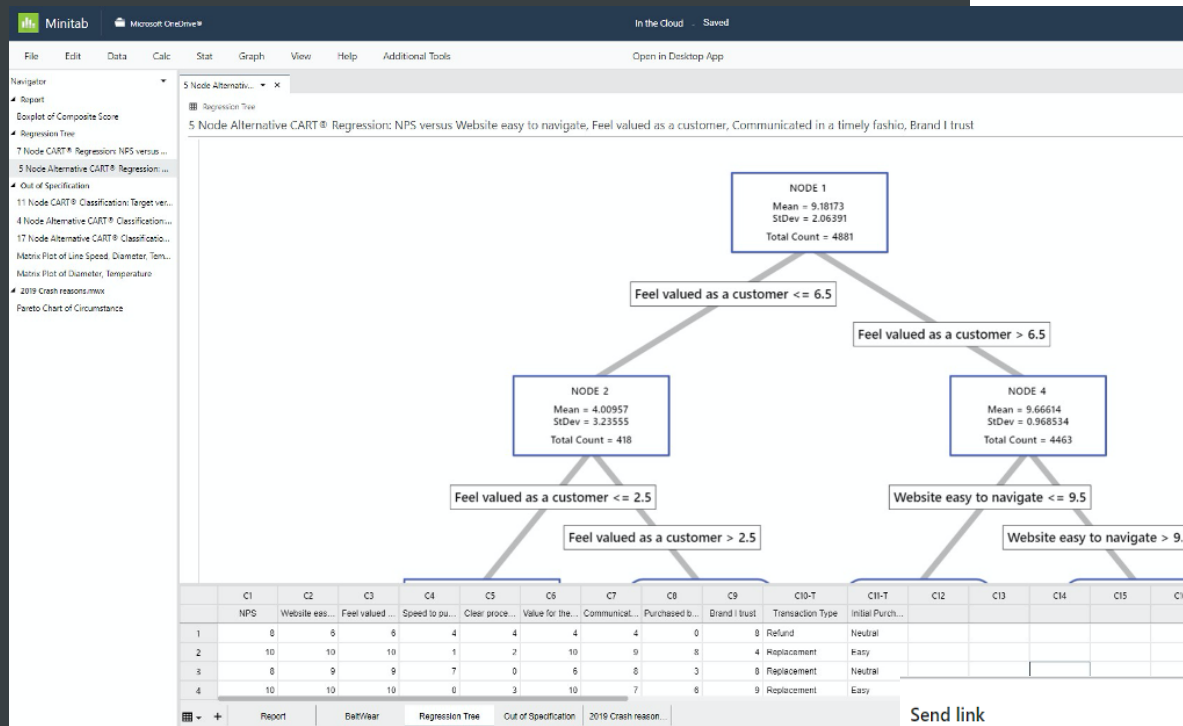 Minitab
Microsoft OneDrive®
In the Cloud - Saved
File Edit Data Calc Stat Graph View Help Additional Tools
Open in Desktop App
Navigator
Report
Boxplot of Composite Score
Regression Tree
7 Node CART® Regression: NPS versus ...
5 Node Alternative CART® Regression: ...
Out of Specification
11 Node CART® Classification: Target ver...
4 Node Alternative CART® Classification:...
17 Node Alternative CART® Classificatio...
Matrix Plot of Line Speed, Diameter, Tem...
Matrix Plot of Diameter, Temperature
2019 Crash reasons.mwx
Pareto Chart of Circumstance
5 Node Alternativ... ×
Regression Tree
5 Node Alternative CART® Regression: NPS versus Website easy to navigate, Feel valued as a customer, Communicated in a timely fashio, Brand I trust
NODE 1
Mean = 9.18173
StDev = 2.06391
Total Count = 4881
Feel valued as a customer <= 6.5
Feel valued as a customer > 6.5
NODE 2
Mean = 4.00957
StDev = 3.23555
Total Count = 418
NODE 4
Mean = 9.66614
StDev = 0.968534
Total Count = 4463
Feel valued as a customer <= 2.5
Feel valued as a customer > 2.5
Website easy to navigate <= 9.5
Website easy to navigate > 9.
C1 C2 C3 C4 C5 C6 C7 C8 C9 C10-T C11-T C12 C13 C14 C15
NPS Website eas... Feel valued ... Speed to pu... Clear proce... Value for the... Communicat... Purchased b... Brand I trust Transaction Type Initial Purch...
1 8 6 6 4 4 4 4 0 8 Refund Neutral
2 10 10 10 1 2 10 9 8 4 Replacement Easy
3 8 9 9 7 0 6 8 3 8 Replacement Neutral
4 10 10 10 8 3 10 7 6 9 Replacement Easy
+ Report BeltWear Regression Tree Out of Specification 2019 Crash reason...
Send link